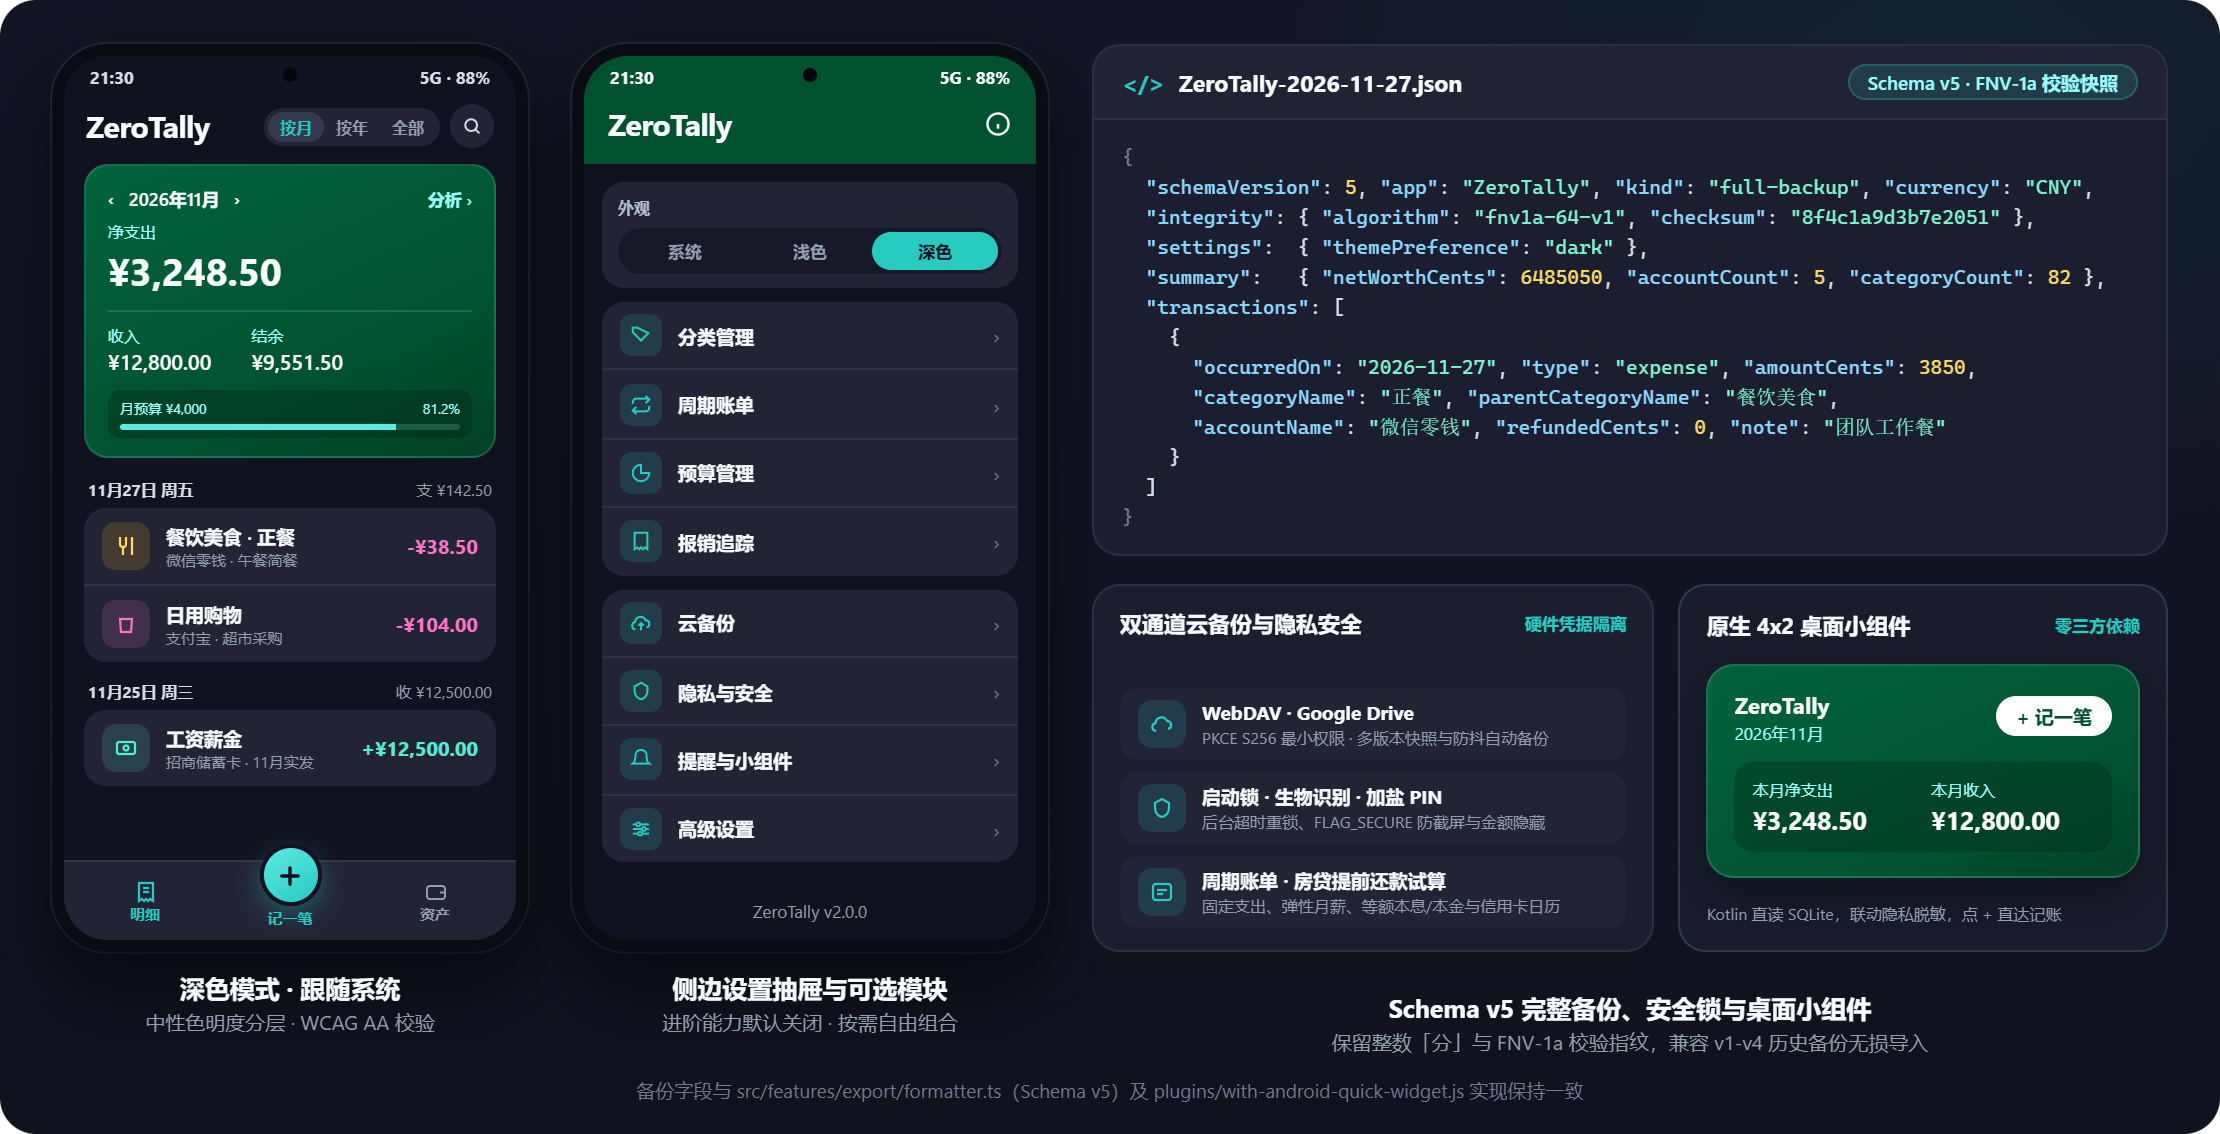 21:30
5G · 88%
ZeroTally
按月
按年
全部
‹ 2026年11月 ›
分析 ›
净支出
¥3,248.50
收入
结余
¥12,800.00
¥9,551.50
月预算 ¥4,000
81.2%
11月27日 周五
支 ¥142.50
餐饮美食 · 正餐
微信零钱 · 午餐简餐
-¥38.50
日用购物
支付宝 · 超市采购
-¥104.00
11月25日 周三
收 ¥12,500.00
工资薪金
招商储蓄卡 · 11月实发
+¥12,500.00
明细
记一笔
资产
深色模式 · 跟随系统
中性色明度分层 · WCAG AA 校验
21:30
5G · 88%
ZeroTally
外观
系统
浅色
深色
分类管理
周期账单
预算管理
报销追踪
云备份
隐私与安全
提醒与小组件
高级设置
ZeroTally v2.0.0
侧边设置抽屉与可选模块
进阶能力默认关闭 · 按需自由组合
</> ZeroTally-2026-11-27.json
Schema v5 · FNV-1a 校验快照
{
"schemaVersion": 5, "app": "ZeroTally", "kind": "full-backup", "currency": "CNY",
"integrity": { "algorithm": "fnv1a-64-v1", "checksum": "8f4c1a9d3b7e2051" },
"settings": { "themePreference": "dark" },
"summary": { "netWorthCents": 6485050, "accountCount": 5, "categoryCount": 82 },
"transactions": [
{
"occurredOn": "2026-11-27", "type": "expense", "amountCents": 3850,
"categoryName": "正餐", "parentCategoryName": "餐饮美食",
"accountName": "微信零钱", "refundedCents": 0, "note": "团队工作餐"
}
]
}
双通道云备份与隐私安全
硬件凭据隔离
WebDAV · Google Drive
PKCE S256 最小权限 · 多版本快照与防抖自动备份
启动锁 · 生物识别 · 加盐 PIN
后台超时重锁、FLAG_SECURE 防截屏与金额隐藏
周期账单 · 房贷提前还款试算
固定支出、弹性月薪、等额本息/本金与信用卡日历
原生 4x2 桌面小组件
零三方依赖
ZeroTally
2026年11月
+ 记一笔
本月净支出
本月收入
¥3,248.50
¥12,800.00
Kotlin 直读 SQLite，联动隐私脱敏，点 + 直达记账
Schema v5 完整备份、安全锁与桌面小组件
保留整数「分」与 FNV-1a 校验指纹，兼容 v1-v4 历史备份无损导入
备份字段与 src/features/export/formatter.ts（Schema v5）及 plugins/with-android-quick-widget.js 实现保持一致